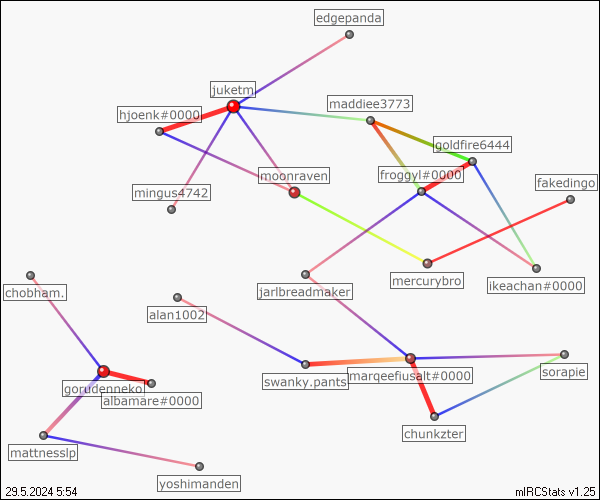 edgepanda
juketm
maddiee3773
hjoenk#0000
goldfire6444
moonraven
froggyl#0000
fakedingo
mingus4742
mercurybro
ikeachan#0000
chobham.
jarlbreadmaker
alan1002
gorudenneko
swanky.pants
marqeefiusalt#0000
sorapie
albamare#0000
chunkzter
mattnesslp
yoshimanden
29.5.2024 5:54
mIRCStats v1.25